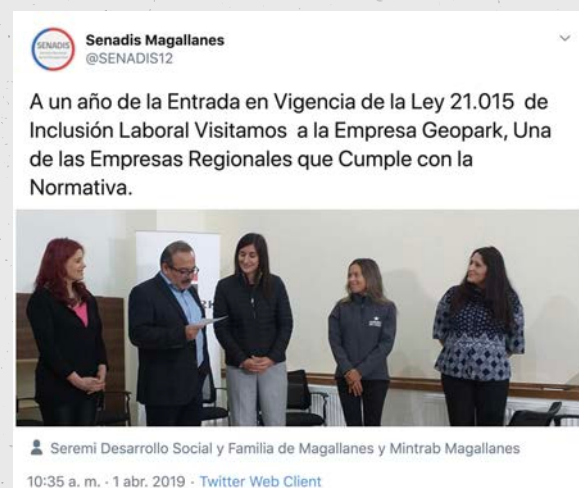 SENADIS
Senadis Magallanes
@SENADIS12
A un año de la Entrada en Vigencia de la Ley 21.015 de
Inclusión Laboral Visitamos a la Empresa Geopark, Una
de las Empresas Regionales que Cumple con la
Normativa.
Seremi Desarrollo Social y Familia de Magallanes y Mintrab Magallanes
10:35 a. m. · 1 abr. 2019 · Twitter Web Client